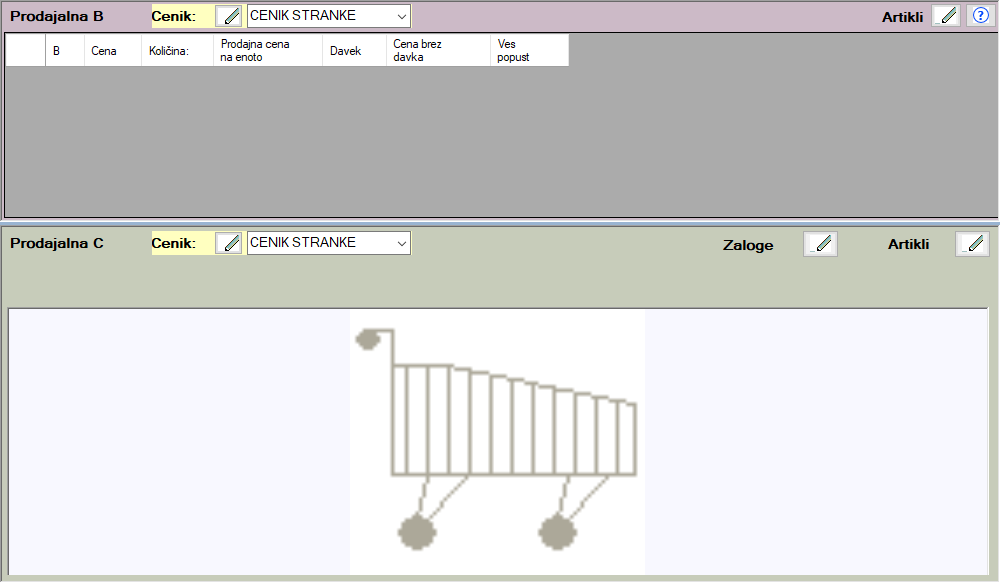 Prodajalna B Cenik: CENIK STRANKE Artikli ?
B Cena Količina: Prodajna cena na enoto Davek Cena brez davka Ves popust
Prodajalna C Cenik: CENIK STRANKE Zaloge Artikli